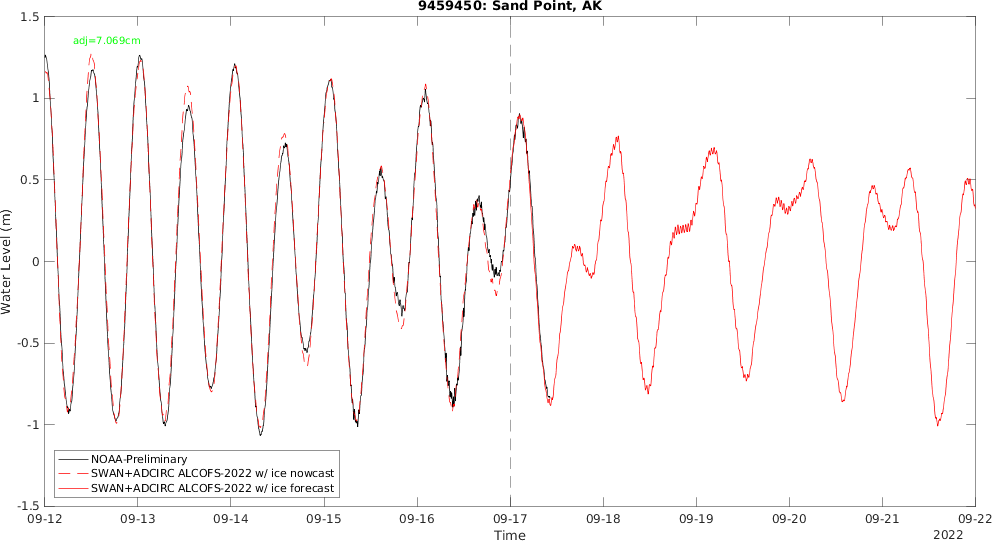 9459450: Sand Point, AK
adj=7.069cm
Water Level (m)
1.5
1
0.5
0
-0.5
-1
-1.5
NOAA-Preliminary
SWAN+ADCIRC ALCOFS-2022 w/ ice nowcast
SWAN+ADCIRC ALCOFS-2022 w/ ice forecast
09-12 09-13 09-14 09-15 09-16 09-17 09-18 09-19 09-20 09-21 09-22
Time
2022